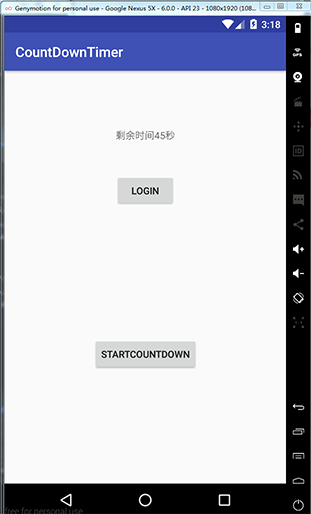 Genymotion for personal use - Google Nexus 5X - 6.0.0 - API 23 - 1080x1920 (108...
3:18
CountDownTimer
GPS
剩余时间45秒
LOGIN
ID
STARTCOUNTDOWN
free for personal use